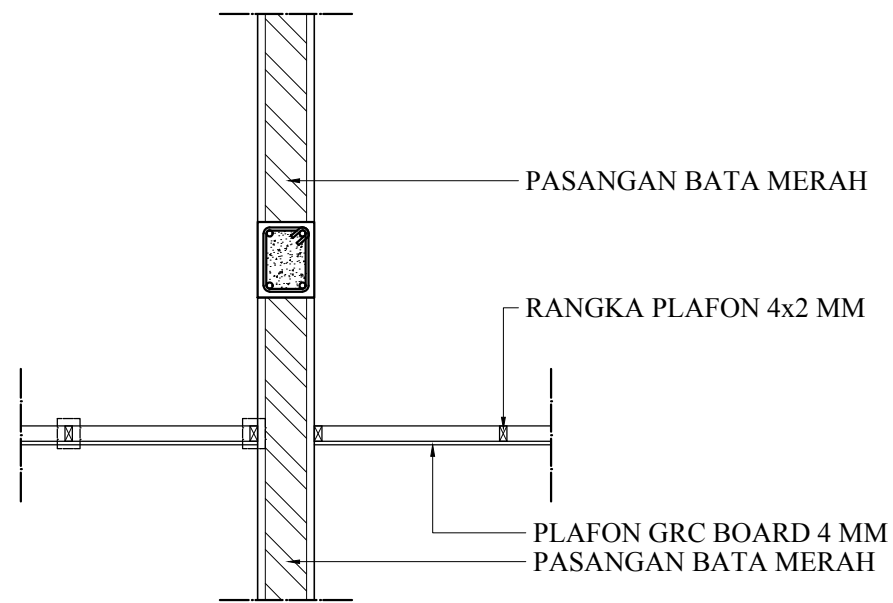 PASANGAN BATA MERAH
RANGKA PLAFON 4x2 MM
PLAFON GRC BOARD 4 MM
PASANGAN BATA MERAH